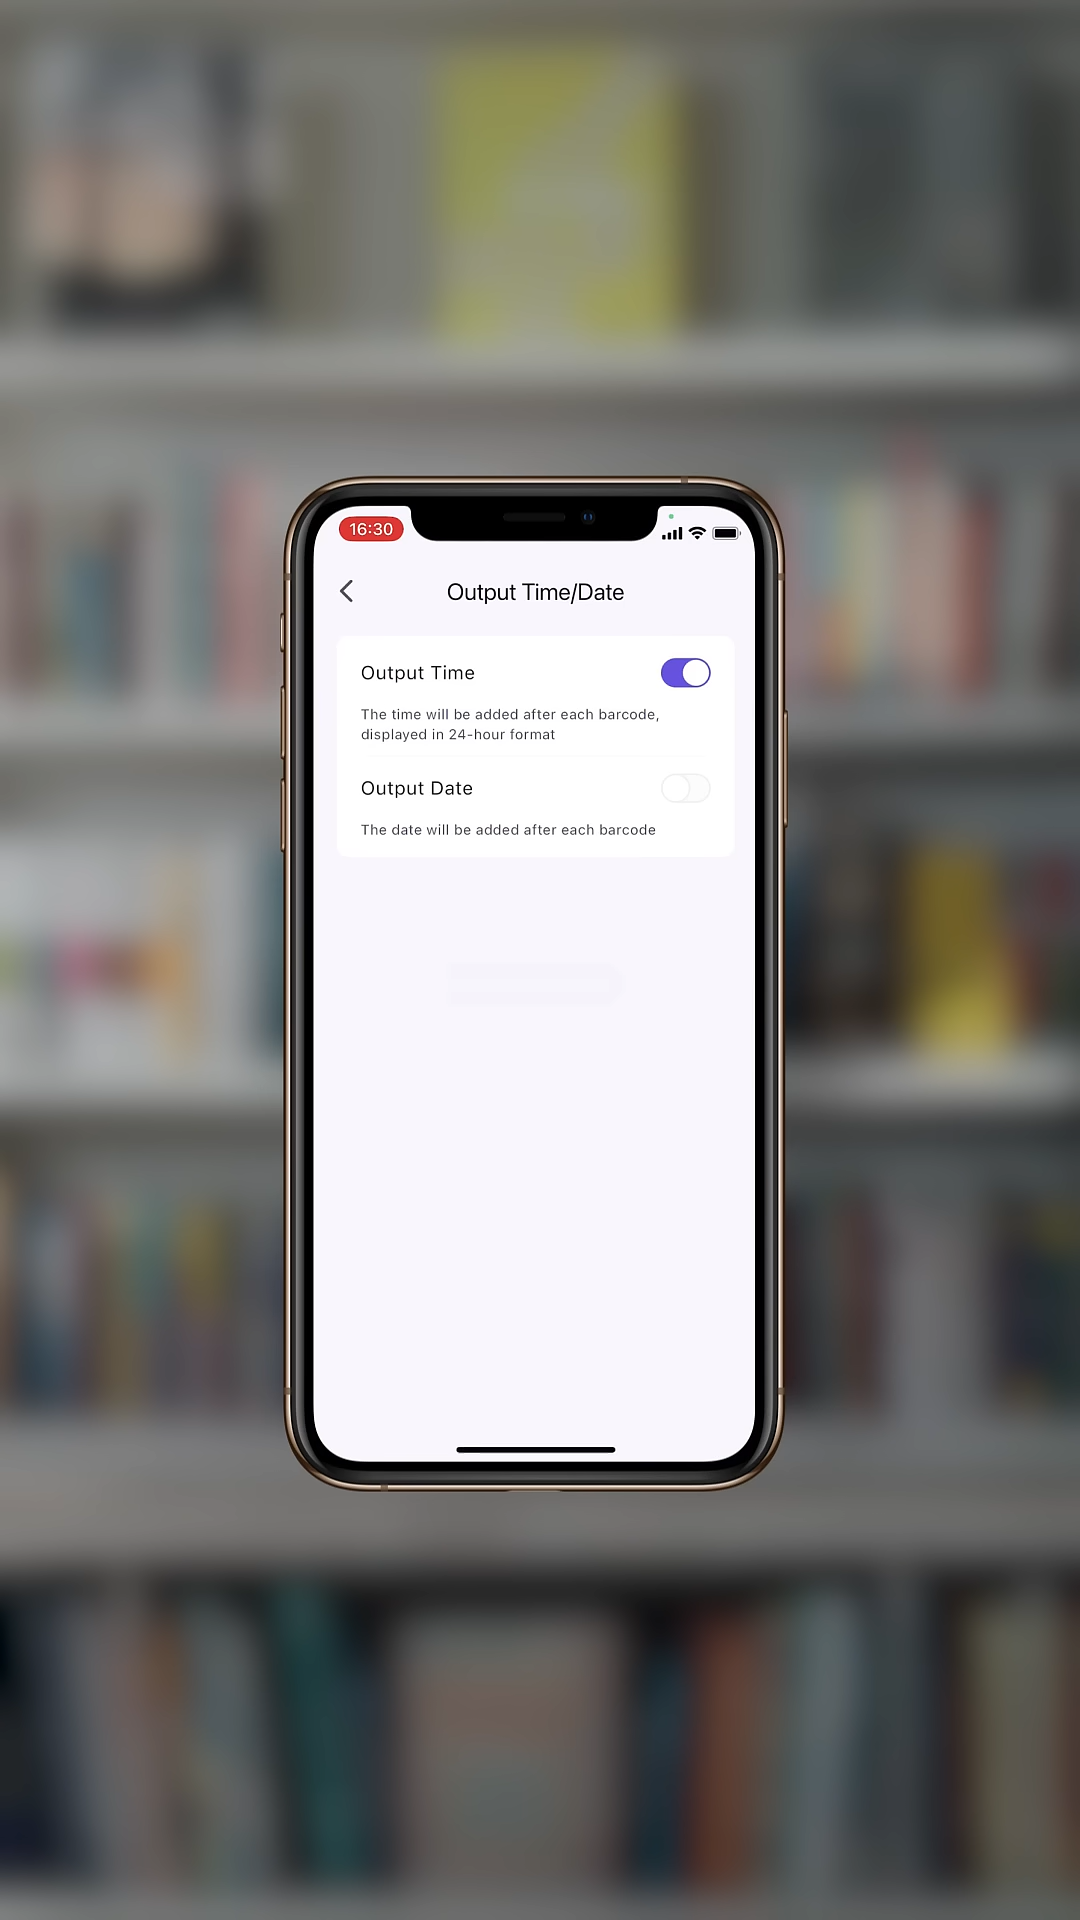 16:30
Output Time/Date
Output Time
The time will be added after each barcode,
displayed in 24-hour format
Output Date
The date will be added after each barcode